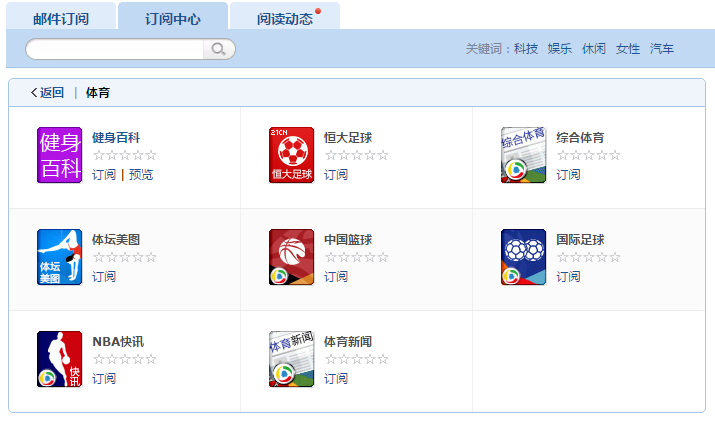 邮件订阅 订阅中心 阅读动态
关键词：科技 娱乐 休闲 女性 汽车
返回 | 体育
健身百科
健身百科
☆☆☆☆☆
订阅 | 预览
21CN
恒大足球
恒大足球
☆☆☆☆☆
订阅
综合体育
综合体育
☆☆☆☆☆
订阅
体坛美图
体坛美图
☆☆☆☆☆
订阅
中国篮球
☆☆☆☆☆
订阅
国际足球
☆☆☆☆☆
订阅
快讯
NBA快讯
☆☆☆☆☆
订阅
体育新闻
体育新闻
☆☆☆☆☆
订阅